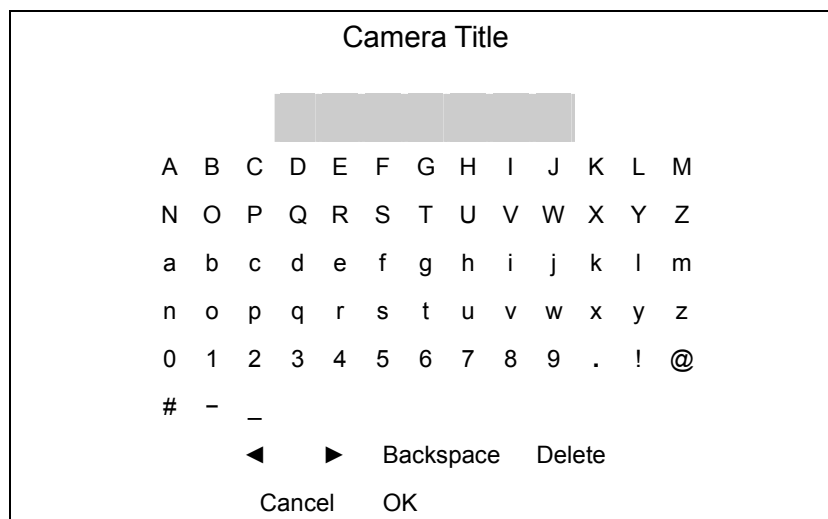 Camera Title
A B C D E F G H I J K L M
N O P Q R S T U V W X Y Z
a b c d e f g h i j k l m
n o p q r s t u v w x y z
0 1 2 3 4 5 6 7 8 9 . ! @
# − _
◄ ► Backspace Delete
Cancel OK